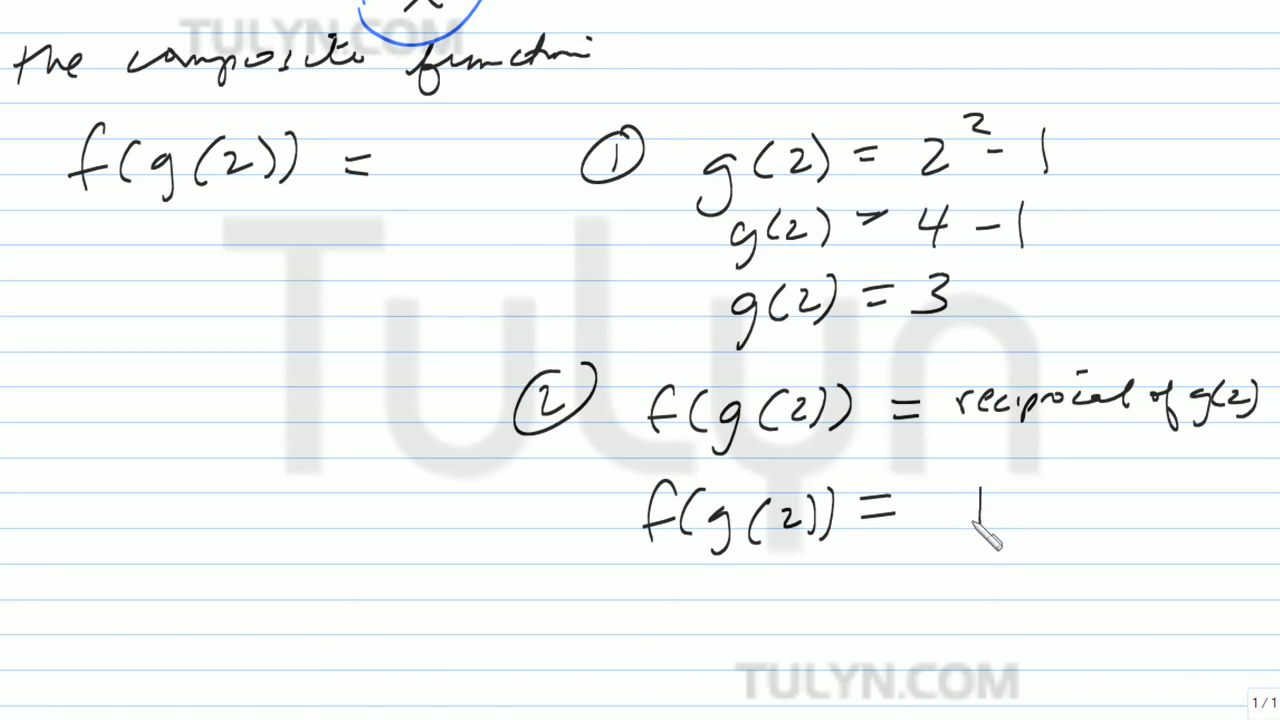 TULYN.COM
x
the composite function
f(g(2)) =
① g(2) = 2² - 1
g(2) = 4 - 1
g(2) = 3
② f(g(2)) = reciprocal of g(2)
f(g(2)) = 1
TuLyn
TULYN.COM
1/1